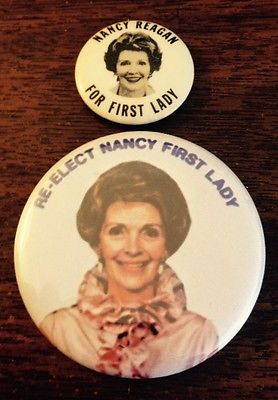 NANCY REAGAN
FOR FIRST LADY
RE-ELECT NANCY FIRST LADY